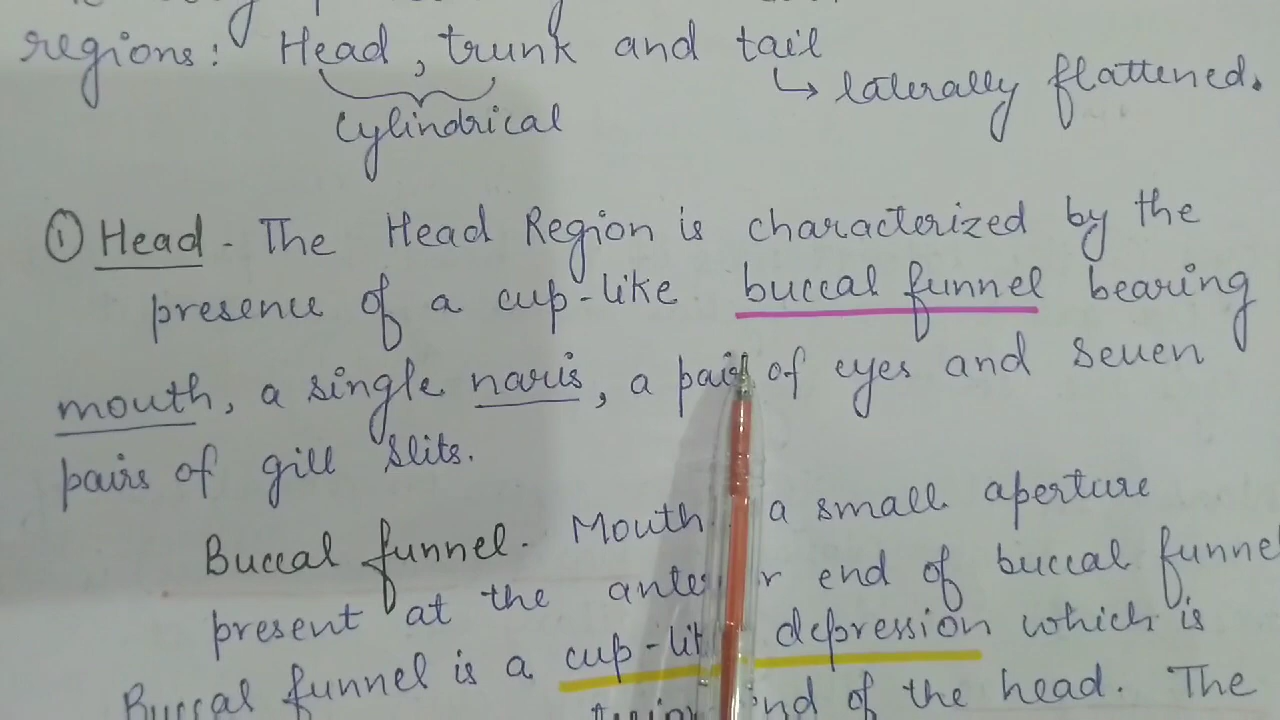 regions: Head, trunk and tail
↳ laterally flattened.
cylindrical
① Head - The Head Region is characterized by the
presence of a cup-like buccal funnel bearing
mouth, a single naris, a pair of eyes and seven
pairs of gill slits.
Buccal funnel. Mouth a small aperture
present at the end of buccal funnel
Buccal funnel is a depression which is
of the head. The